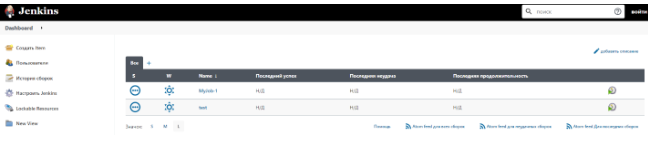 Jenkins
поиск
войти
Dashboard
добавить описание
Создать Item
Пользователи
История сборок
Настроить Jenkins
Lockable Resources
New View
Все +
S W Name ↓ Последний успех Последняя неудача Последняя продолжительность
MyJob-1 Н/Д Н/Д Н/Д
test Н/Д Н/Д Н/Д
Значок: S M L
Atom feed для всех сборок
Atom feed для неудачных сборок
Atom feed Для последних сборок